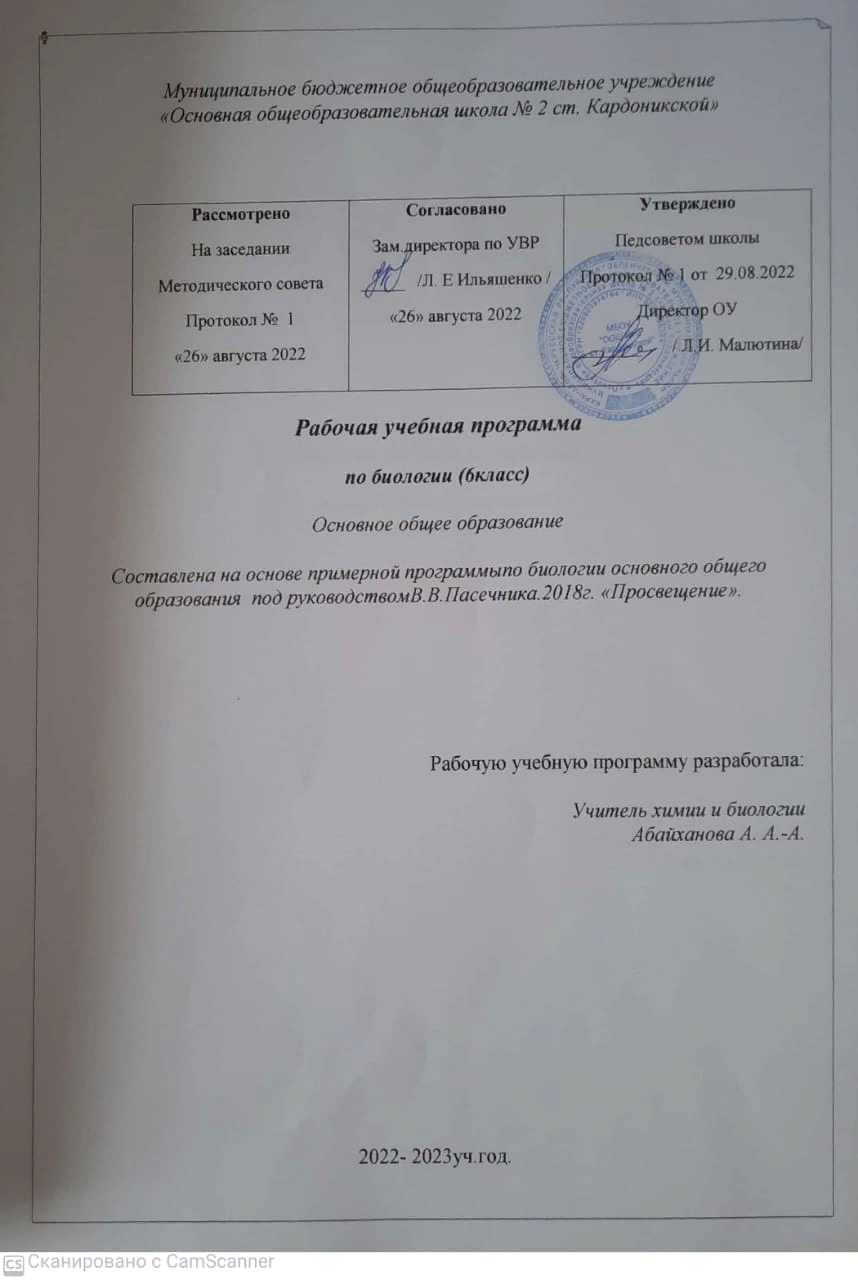 Муниципальное бюджетное общеобразовательное учреждение
«Основная общеобразовательная школа № 2 ст. Кардоникской»
Рассмотрено
На заседании
Методического совета
Протокол № 1
«26» августа 2022
Согласовано
Зам.директора по УВР
/Л. Е Ильяшенко /
«26» августа 2022
Утверждено
Педсоветом школы
Протокол № 1 от 29.08.2022
Директор ОУ
/ Л.И. Малютина/
МБОУ
Рабочая учебная программа
по биологии (6класс)
Основное общее образование
Составлена на основе примерной программыпо биологии основного общего
образования под руководствомВ.В.Пасечника.2018г. «Просвещение».
Рабочую учебную программу разработала:
Учитель химии и биологии
Абайханова А. А.-А.
2022- 2023уч.год.
CS Сканировано с CamScanner